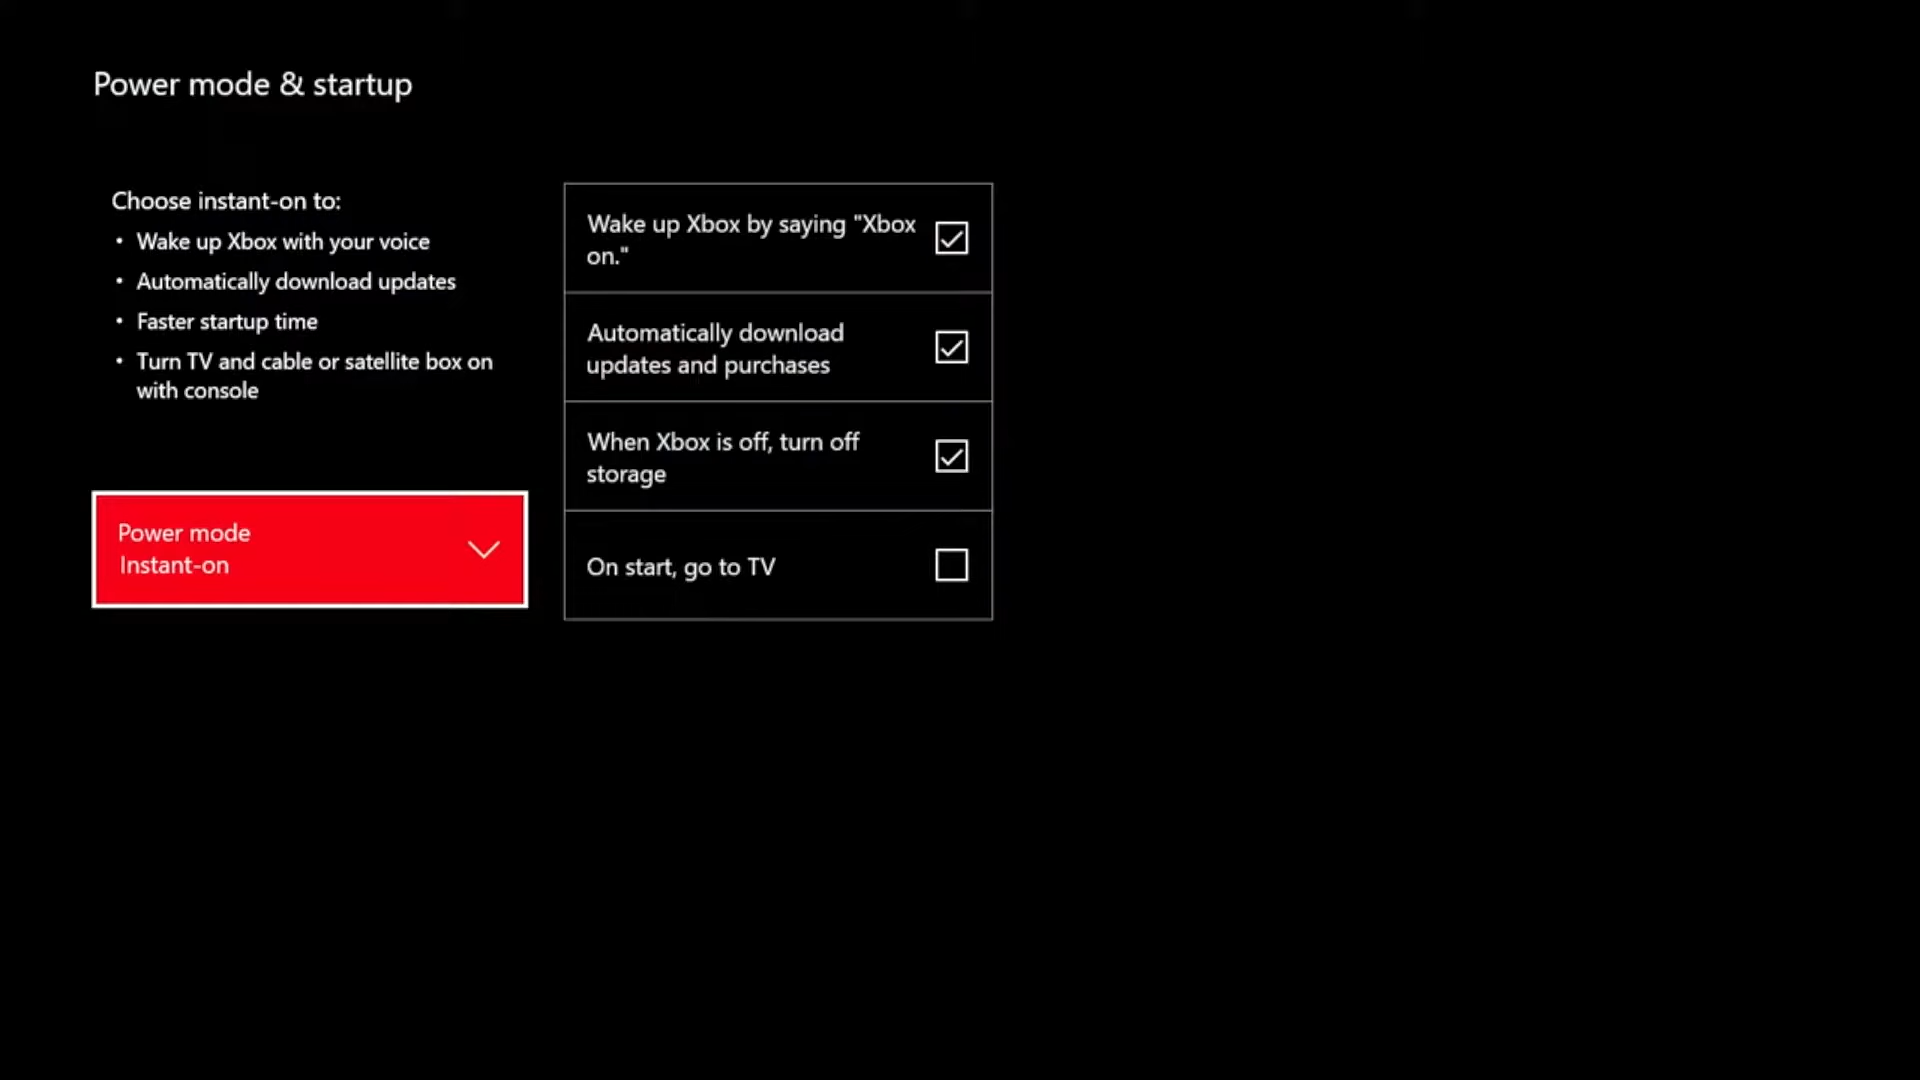 Power mode & startup
Choose instant-on to:
• Wake up Xbox with your voice
• Automatically download updates
• Faster startup time
• Turn TV and cable or satellite box on
with console
Power mode
Instant-on
Wake up Xbox by saying "Xbox
on."
Automatically download
updates and purchases
When Xbox is off, turn off
storage
On start, go to TV